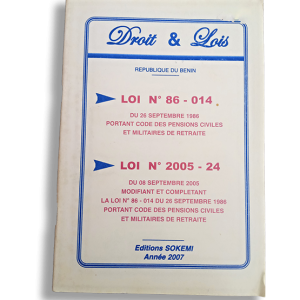 Droit & Lois
REPUBLIQUE DU BENIN
LOI N° 86 - 014
DU 26 SEPTEMBRE 1986
PORTANT CODE DES PENSIONS CIVILES
ET MILITAIRES DE RETRAITE
LOI N° 2005 - 24
DU 08 SEPTEMBRE 2005
MODIFIANT ET COMPLETANT
LA LOI N° 86 - 014 DU 26 SEPTEMBRE 1986
PORTANT CODE DES PENSIONS CIVILES
ET MILITAIRES DE RETRAITE
Editions SOKEMI
Année 2007